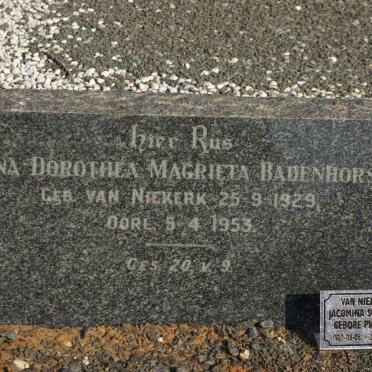 Hier Rus
NA DOROTHEA MAGRIETA BADENHORS
GEB. VAN NIEKERK 25·9·1929,
OORL. 5·4·1953.
GES. 20, v. 9.
VAN NIE
JACOMINA S
GEBORE P